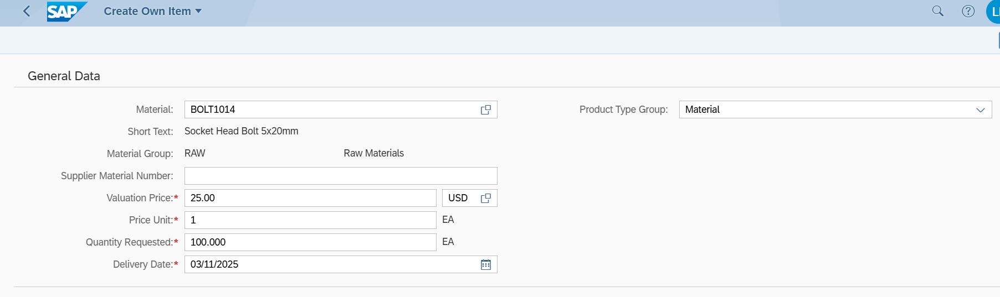 SAP Create Own Item
General Data
Material: BOLT1014 Product Type Group: Material
Short Text: Socket Head Bolt 5x20mm
Material Group: RAW Raw Materials
Supplier Material Number:
Valuation Price:* 25.00 USD
Price Unit:* 1 EA
Quantity Requested:* 100.000 EA
Delivery Date:* 03/11/2025